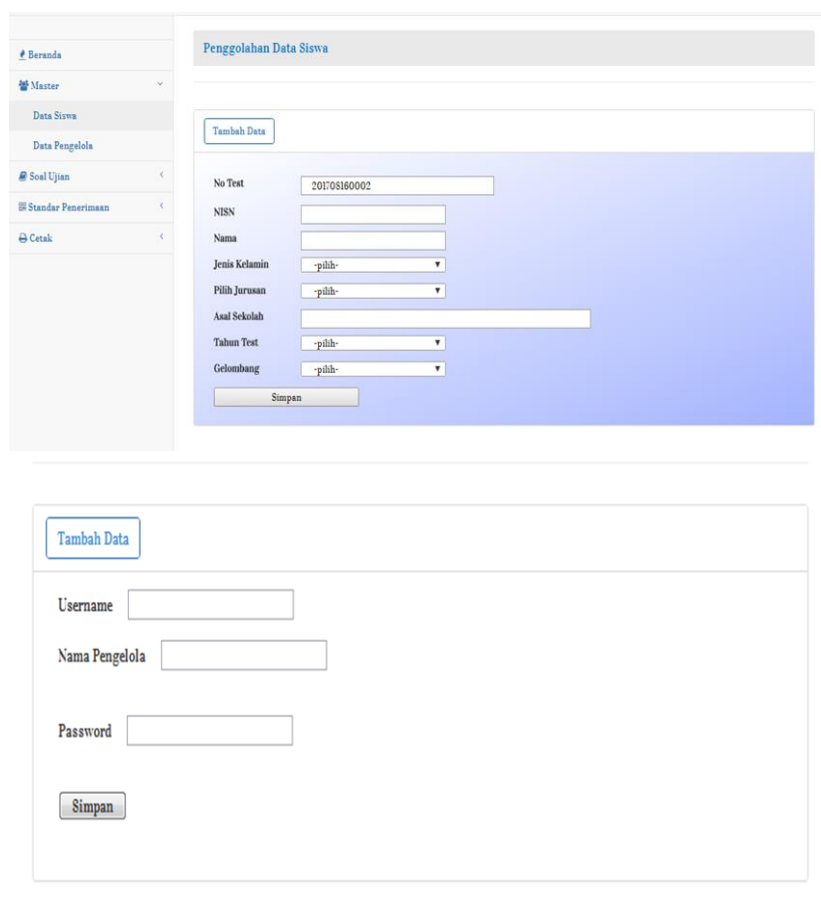 Beranda
Master
Data Siswa
Data Pengelola
Soal Ujian
Standar Penerimaan
Cetak
Penggolahan Data Siswa
Tambah Data
No Test 201708160002
NISN
Nama
Jenis Kelamin -pilih-
Pilih Jurusan -pilih-
Asal Sekolah
Tahun Test -pilih-
Gelombang -pilih-
Simpan
Tambah Data
Username
Nama Pengelola
Password
Simpan